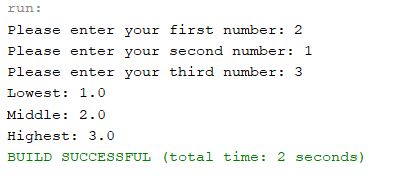 run:
Please enter your first number: 2
Please enter your second number: 1
Please enter your third number: 3
Lowest: 1.0
Middle: 2.0
Highest: 3.0
BUILD SUCCESSFUL (total time: 2 seconds)